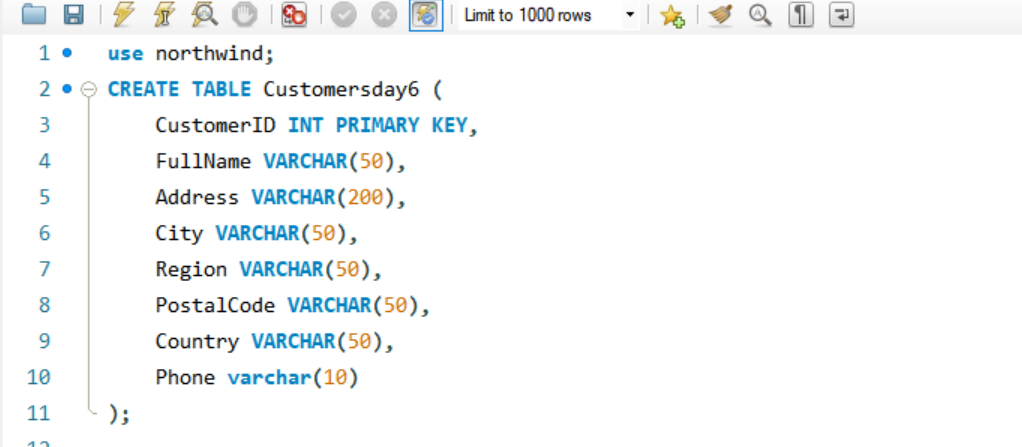 Limit to 1000 rows
1 use northwind;
2 CREATE TABLE Customersday6 (
3 CustomerID INT PRIMARY KEY,
4 FullName VARCHAR(50),
5 Address VARCHAR(200),
6 City VARCHAR(50),
7 Region VARCHAR(50),
8 PostalCode VARCHAR(50),
9 Country VARCHAR(50),
10 Phone varchar(10)
11 );
12